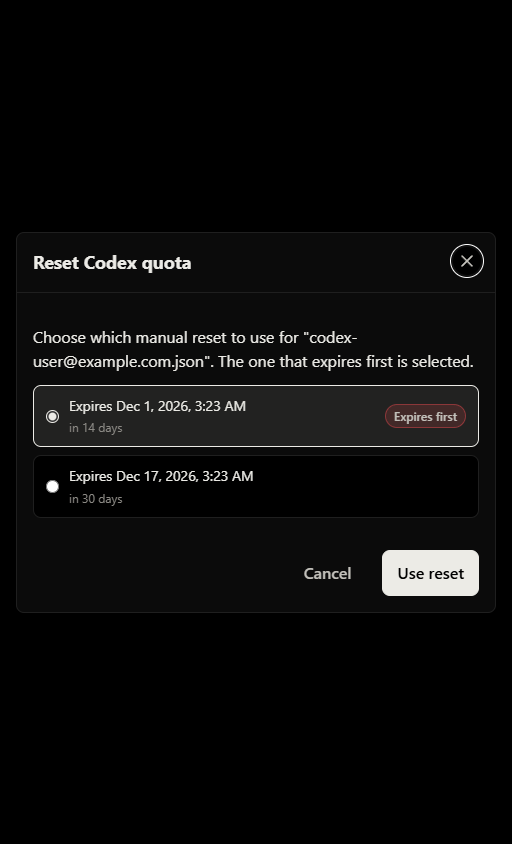 Reset Codex quota
Choose which manual reset to use for "codex-
user@example.com.json". The one that expires first is selected.
Expires Dec 1, 2026, 3:23 AM
in 14 days
Expires first
Expires Dec 17, 2026, 3:23 AM
in 30 days
Cancel
Use reset